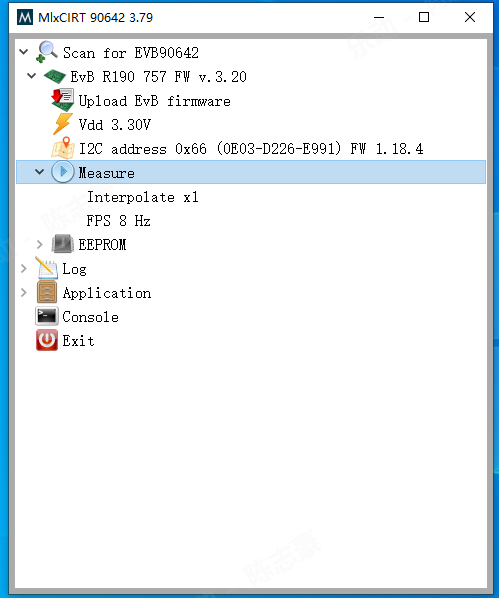 MlxCIRT 90642 3.79
Scan for EVB90642
EvB R190 757 FW v.3.20
Upload EvB firmware
Vdd 3.30V
I2C address 0x66 (0E03-D226-E991) FW 1.18.4
Measure
Interpolate x1
FPS 8 Hz
EEPROM
Log
Application
Console
Exit